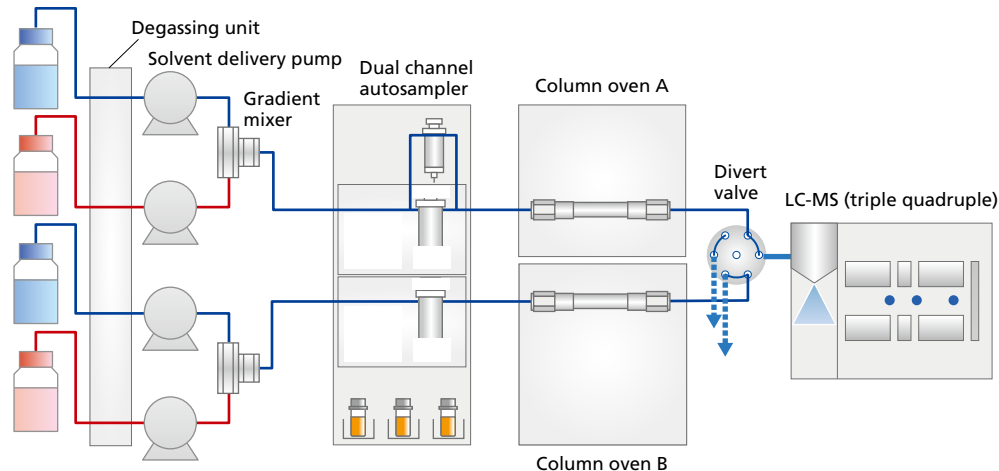 Degassing unit
Solvent delivery pump
Gradient
mixer
Dual channel
autosampler
Column oven A
Divert
valve
LC-MS (triple quadruple)
Column oven B